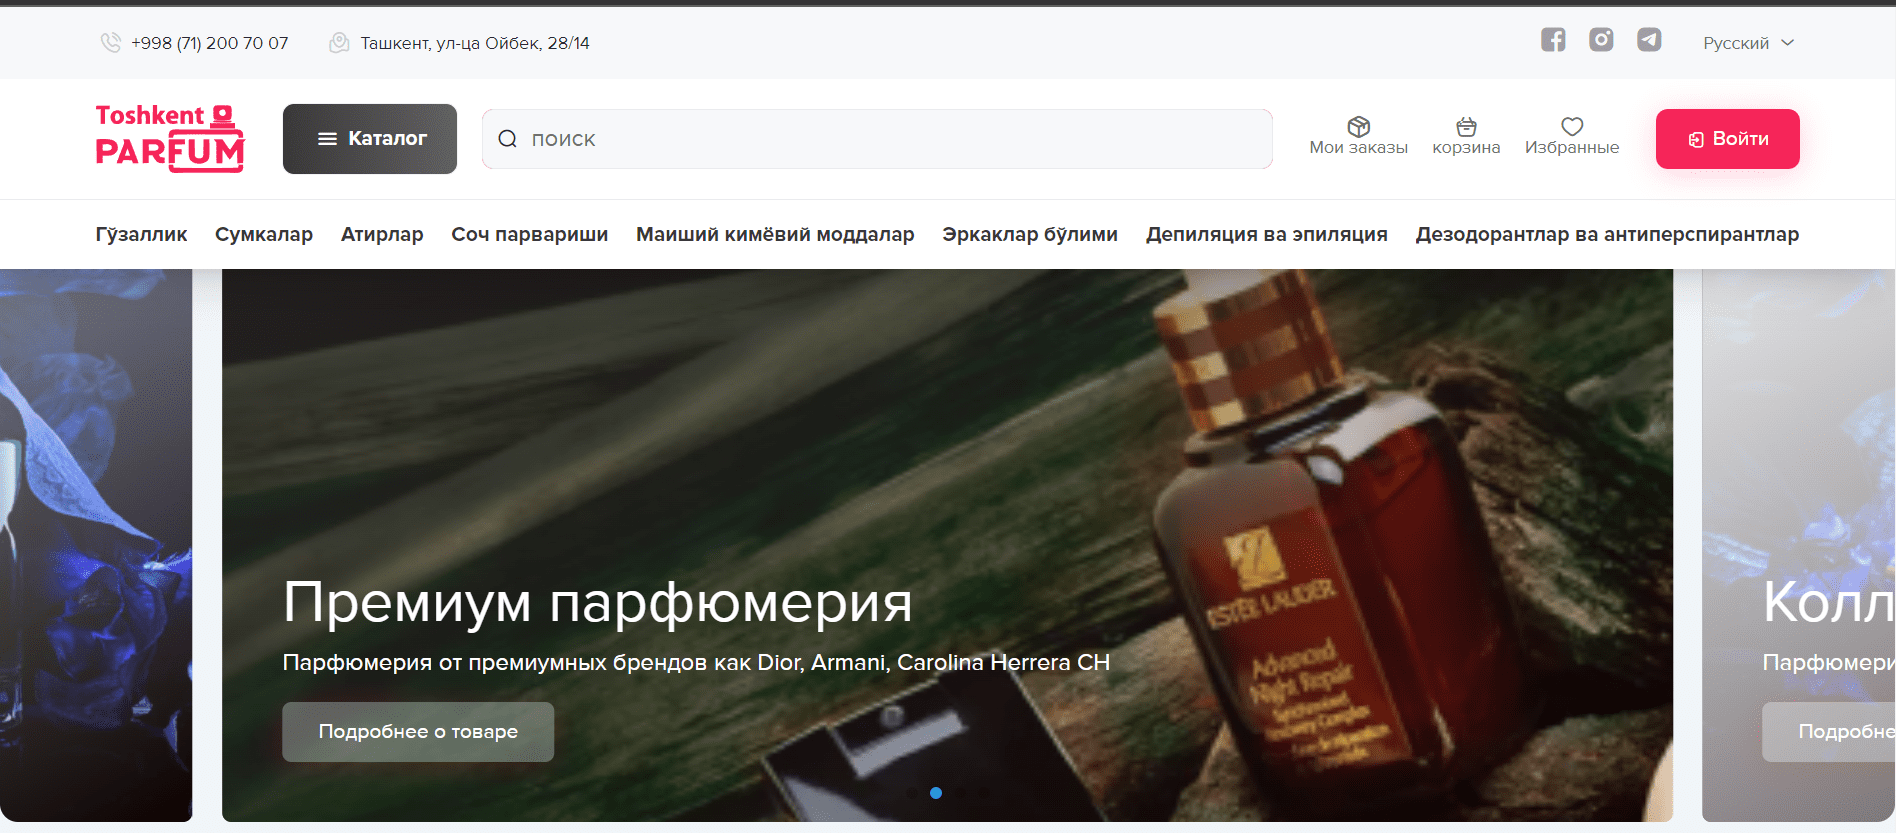 +998 (71) 200 70 07
Ташкент, ул-ца Ойбек, 28/14
Русский
Toshkent
PARFUM
Каталог
поиск
Мои заказы
корзина
Избранные
Войти
Гўзаллик
Сумкалар
Атирлар
Соч парвариши
Маиший кимёвий моддалар
Эркаклар бўлими
Депиляция ва эпиляция
Дезодорантлар ва антиперспирантлар
ESTĒE LAUDER
Advanced
Night Repair
Премиум парфюмерия
Парфюмерия от премиумных брендов как Dior, Armani, Carolina Herrera CH
Подробнее о товаре
Колл
Парфюмери
Подробне